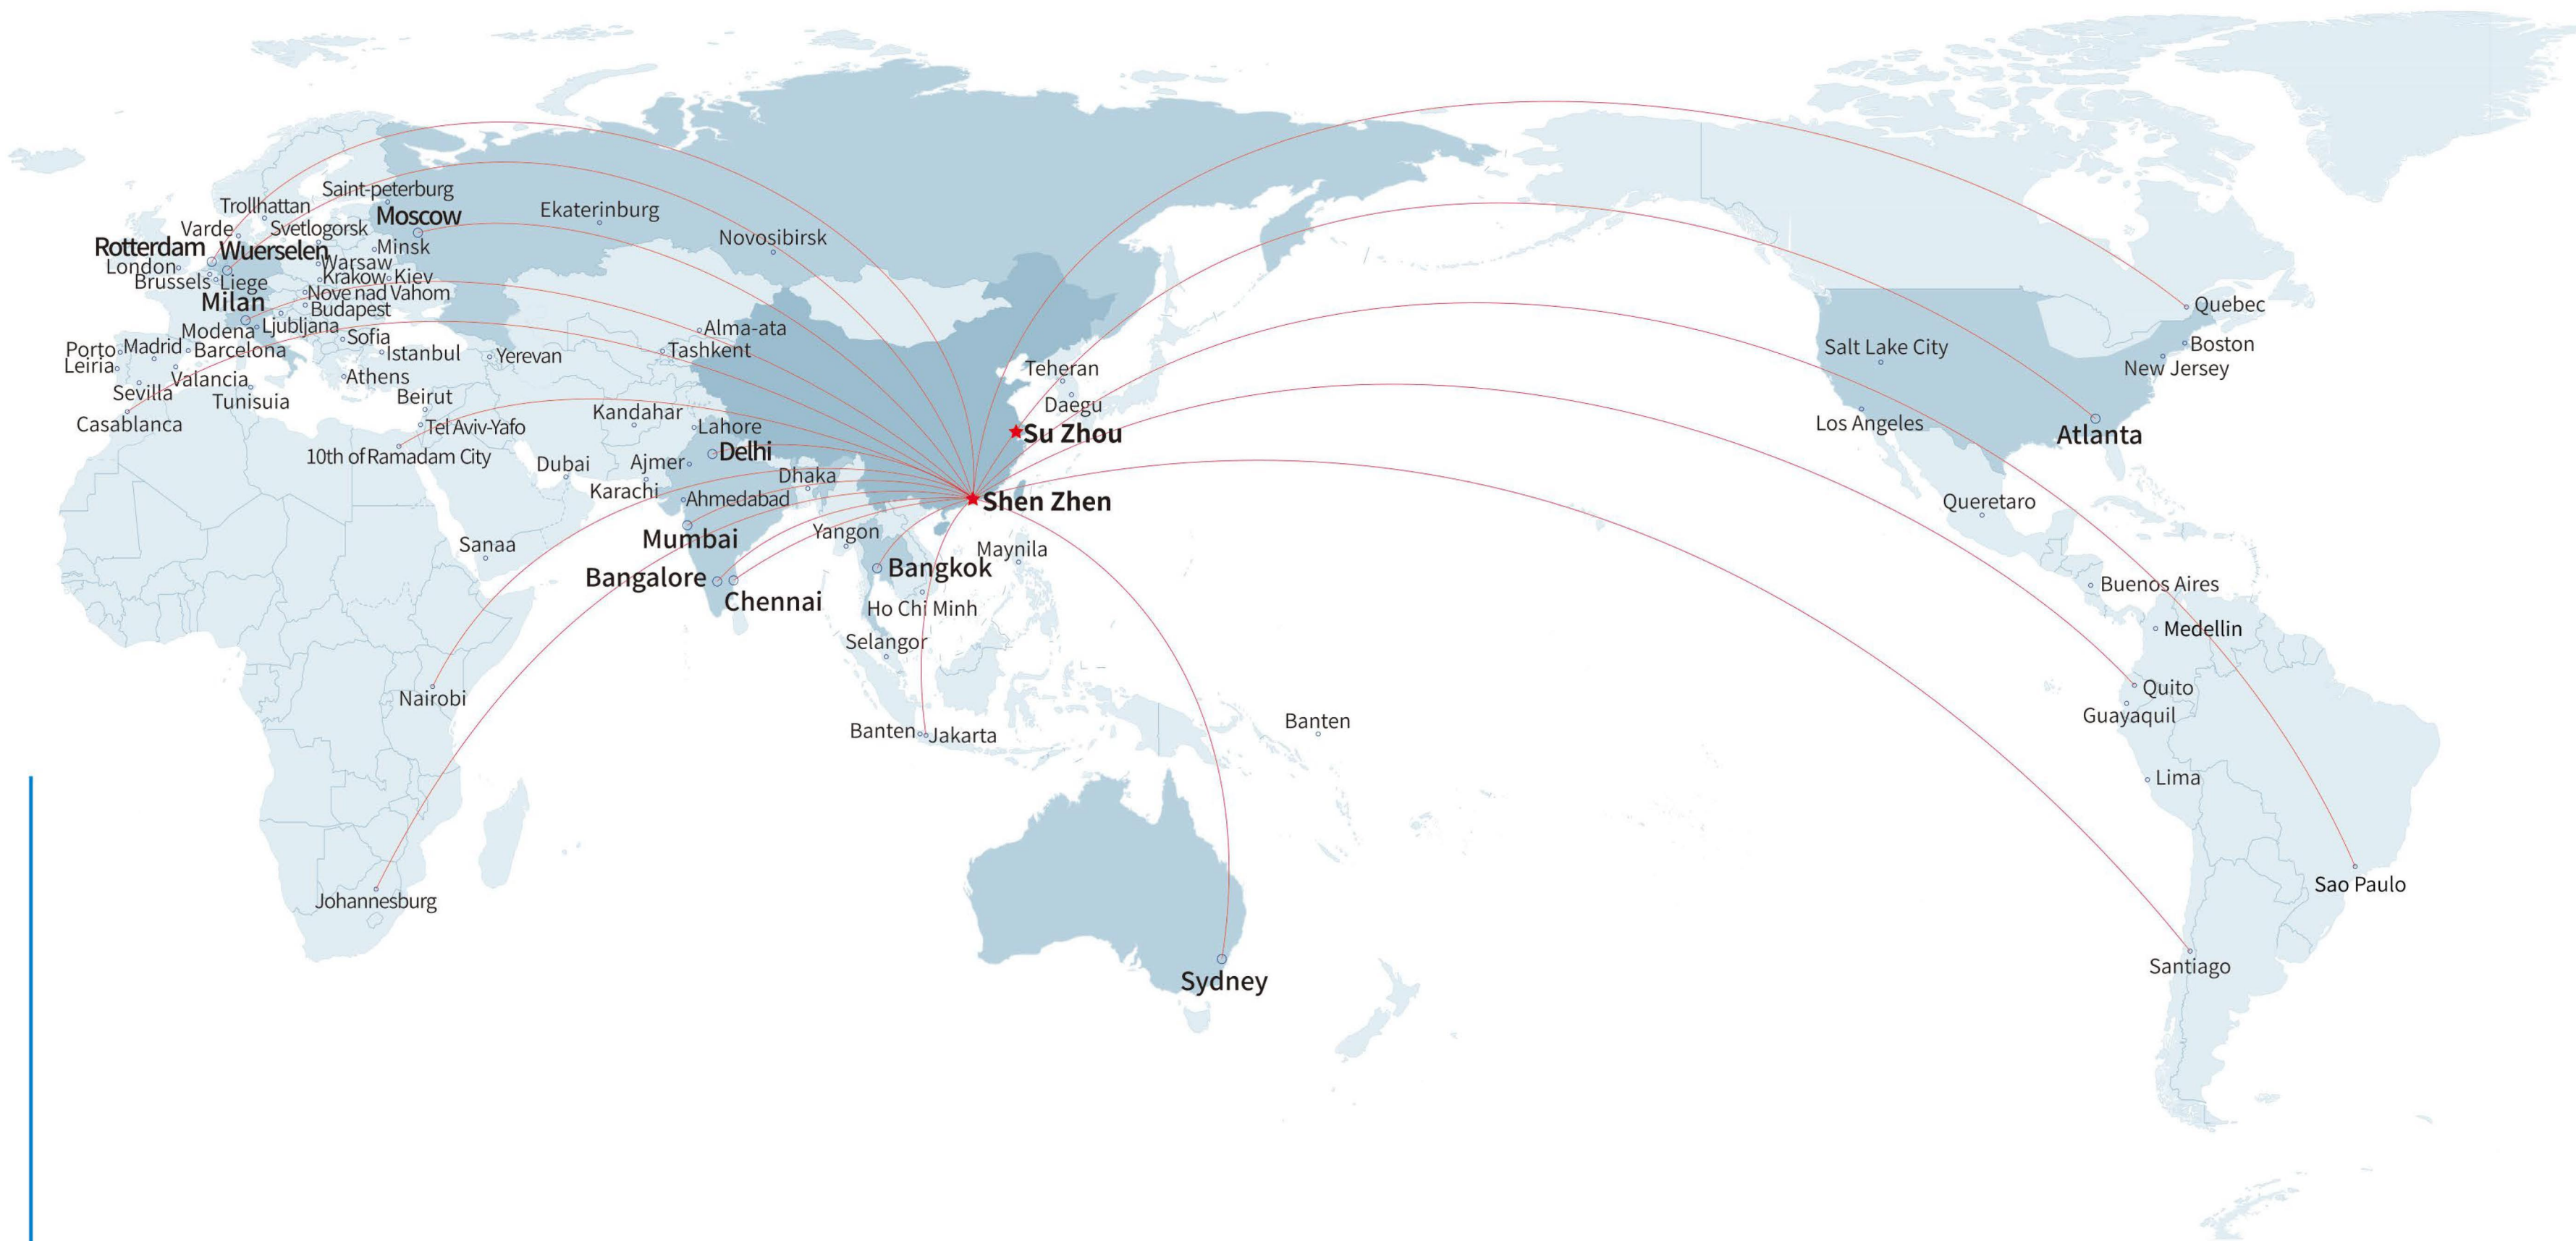 Saint-peterburg
Trollhattan
Moscow
Ekaterinburg
Varde
Svetlogorsk
Novosibirsk
Rotterdam
Wuerselen
Minsk
London
Warsaw
Brussels
Liege
Krakow
Kiev
Nove nad Vahom
Milan
Budapest
Quebec
Modena
Ljubljana
Alma-ata
Sofia
Porto
Madrid
Barcelona
Istanbul
Yerevan
Tashkent
Salt Lake City
Boston
Leiria
Teheran
New Jersey
Valancia
Athens
Sevilla
Tunisuia
Beirut
Daegu
Casablanca
Kandahar
Los Angeles
Tel Aviv-Yafo
Lahore
Su Zhou
Atlanta
10th of Ramadam City
Delhi
Dubai
Ajmer
Dhaka
Karachi
Ahmedabad
Shen Zhen
Queretaro
Yangon
Mumbai
Sanaa
Maynila
Bangalore
Bangkok
Buenos Aires
Chennai
Ho Chi Minh
Medellin
Selangor
Nairobi
Quito
Guayaquil
Banten
Jakarta
Banten
Lima
Sao Paulo
Johannesburg
Santiago
Sydney